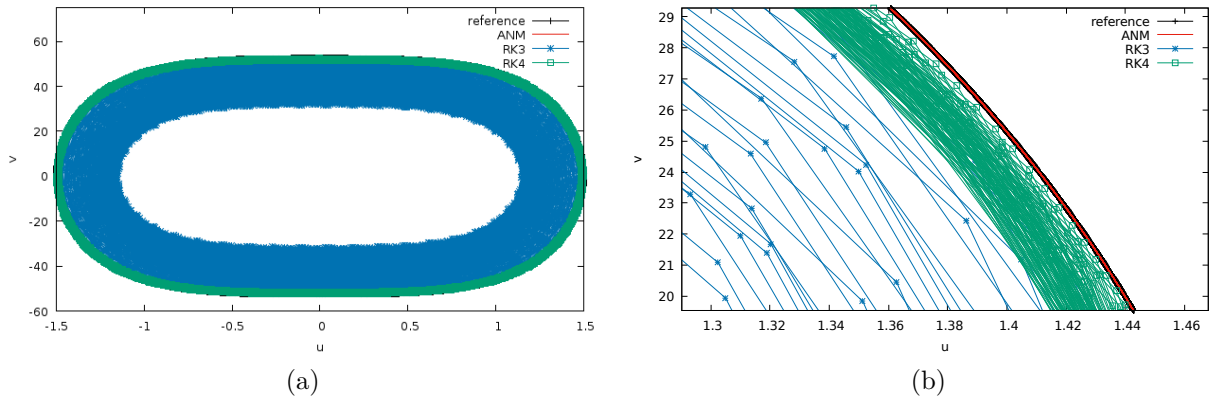 reference
ANM
RK3
RK4
60
40
20
0
-20
-40
-60
-1.5 -1 -0.5 0 0.5 1 1.5
v
u
(a)
reference
ANM
RK3
RK4
29
28
27
26
25
24
23
22
21
20
1.3 1.32 1.34 1.36 1.38 1.4 1.42 1.44 1.46
v
u
(b)